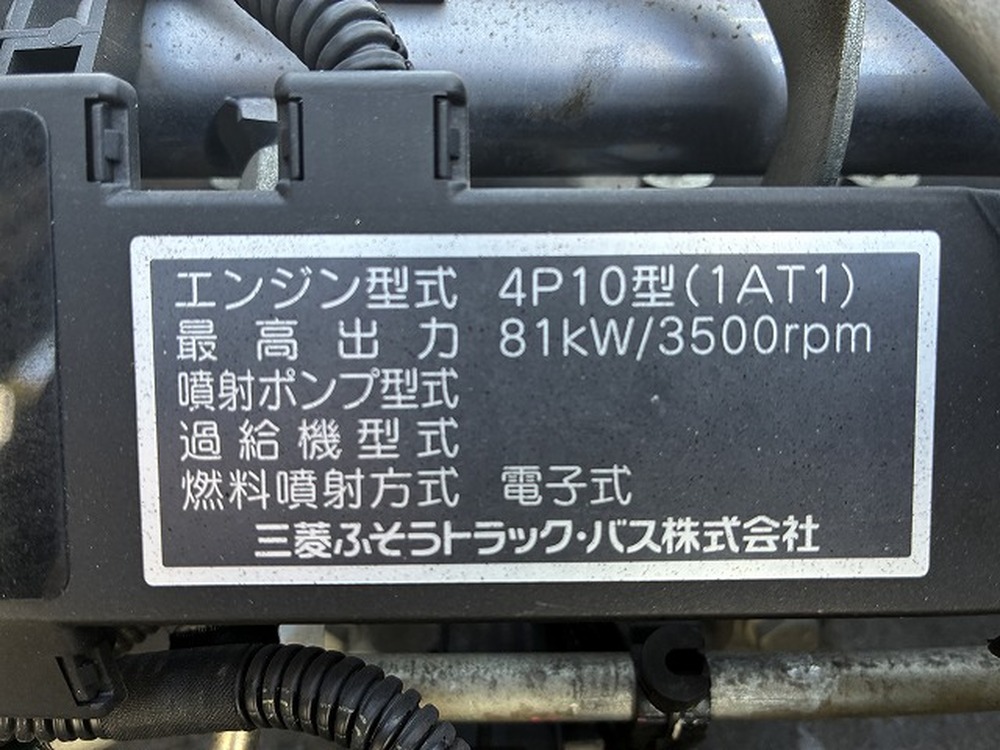 エンジン型式 4P10型(1AT1)
最高出力 81kW/3500rpm
噴射ポンプ型式
過給機型式
燃料噴射方式 電子式
三菱ふそうトラック・バス株式会社